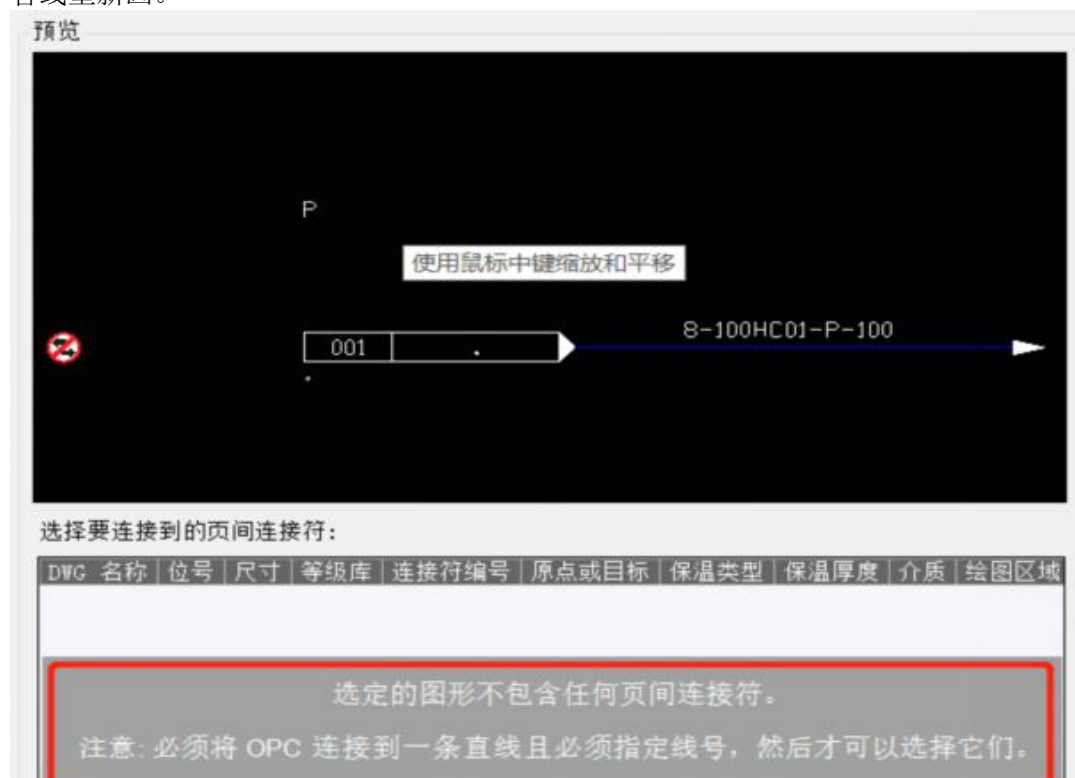 预览
P
使用鼠标中键缩放和平移
8-100HC01-P-100
001
选择要连接到的页间连接符:
DWG 名称 位号 尺寸 等级库 连接符编号 原点或目标 保温类型 保温厚度 介质 绘图区域
选定的图形不包含任何页间连接符。
注意: 必须将 OPC 连接到一条直线且必须指定线号，然后才可以选择它们。